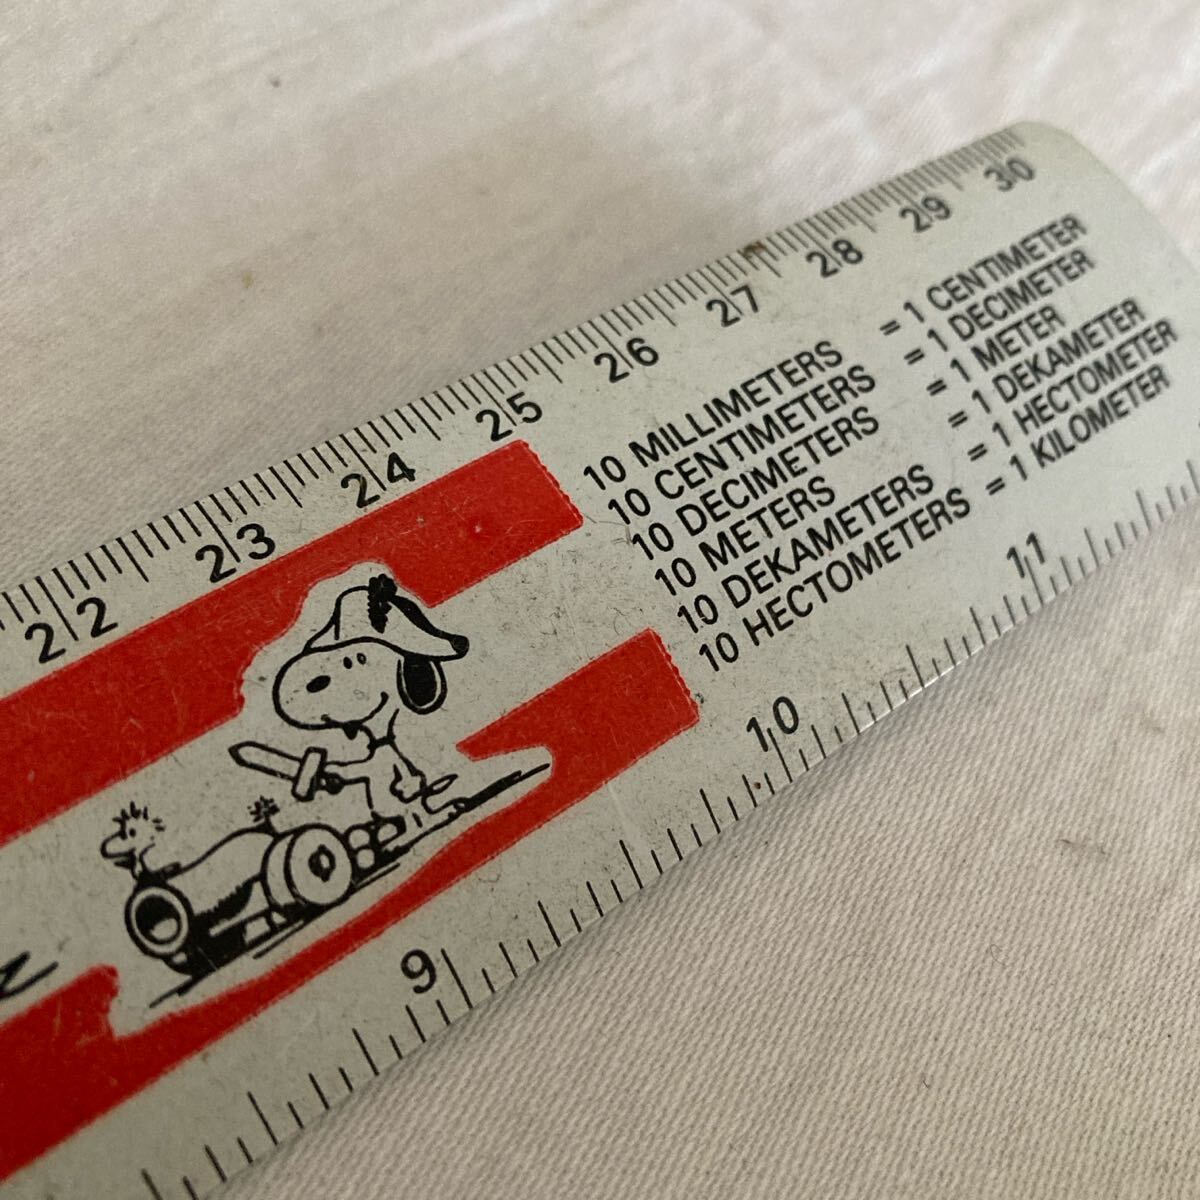 22 23 24 25 26 27 28 29 30
10 MILLIMETERS = 1 CENTIMETER
10 CENTIMETERS = 1 DECIMETER
10 DECIMETERS = 1 METER
10 METERS = 1 DEKAMETER
10 DEKAMETERS = 1 HECTOMETER
10 HECTOMETERS = 1 KILOMETER
9 10 11